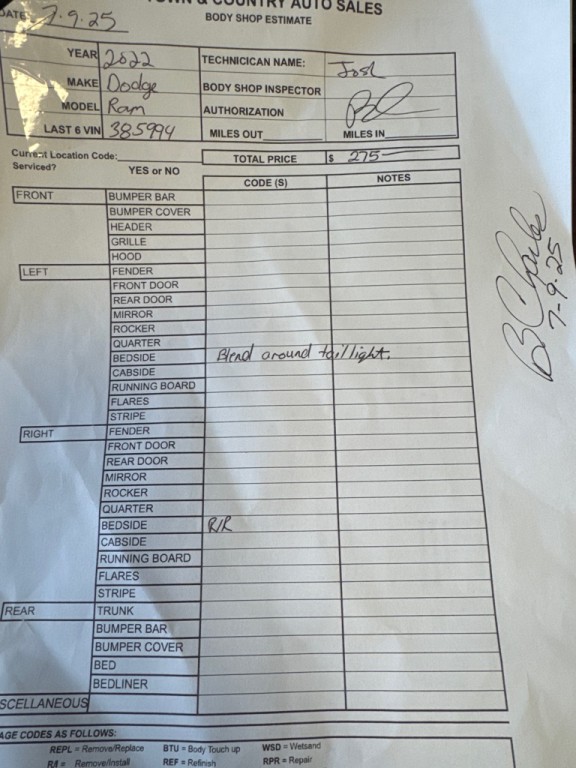 TOWN & COUNTRY AUTO SALES
DATE 7.9.25 BODY SHOP ESTIMATE
YEAR 2022 TECHNICICAN NAME: Josh
MAKE Dodge BODY SHOP INSPECTOR
MODEL Ram AUTHORIZATION
LAST 6 VIN 385994 MILES OUT MILES IN
Current Location Code: TOTAL PRICE $ 275
Serviced? YES or NO CODE (S) NOTES
FRONT BUMPER BAR
BUMPER COVER
HEADER
GRILLE
HOOD
LEFT FENDER
FRONT DOOR
REAR DOOR
MIRROR
ROCKER
QUARTER
BEDSIDE Blend around taillight.
CABSIDE
RUNNING BOARD
FLARES
STRIPE
RIGHT FENDER
FRONT DOOR
REAR DOOR
MIRROR
ROCKER
QUARTER
BEDSIDE R/R
CABSIDE
RUNNING BOARD
FLARES
STRIPE
REAR TRUNK
BUMPER BAR
BUMPER COVER
BED
BEDLINER
SCELLANEOUS
AGE CODES AS FOLLOWS:
REPL = Remove/Replace BTU = Body Touch up WSD = Wetsand
R/I = Remove/Install REF = Refinish RPR = Repair
7-9-25